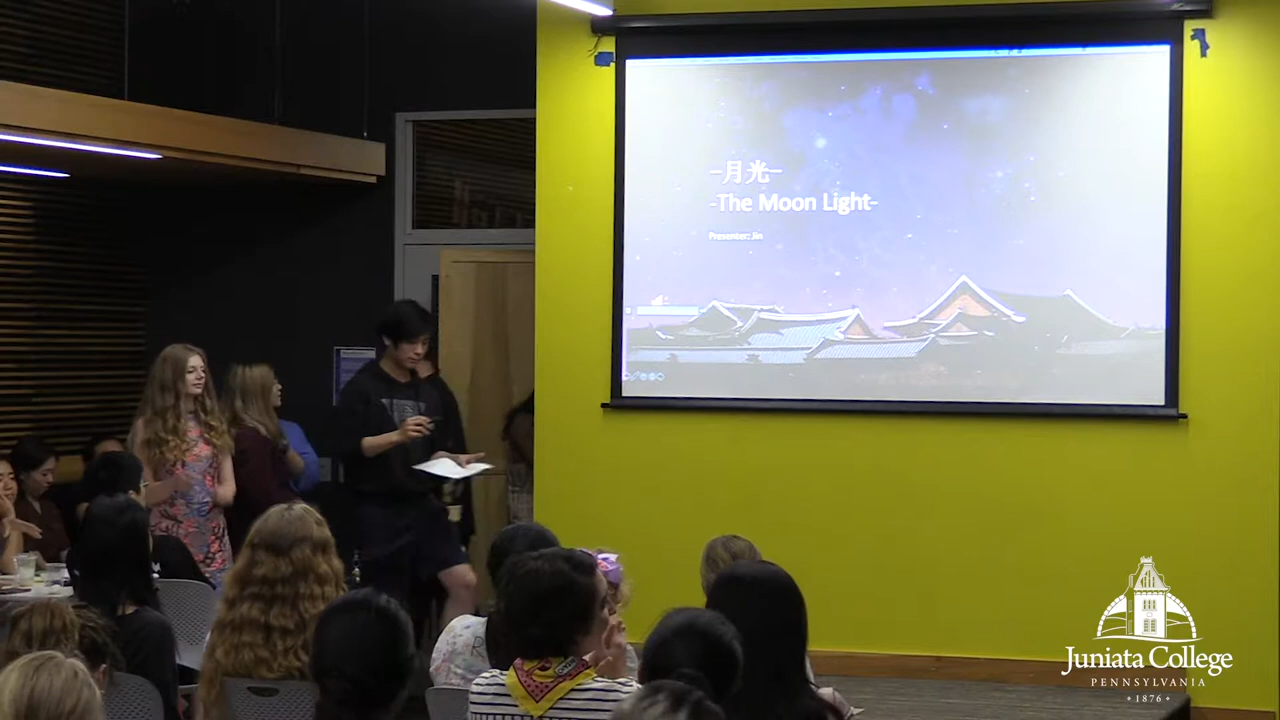 -月光-
-The Moon Light-
Presenter: Jin
Juniata College
PENNSYLVANIA
• 1876 •